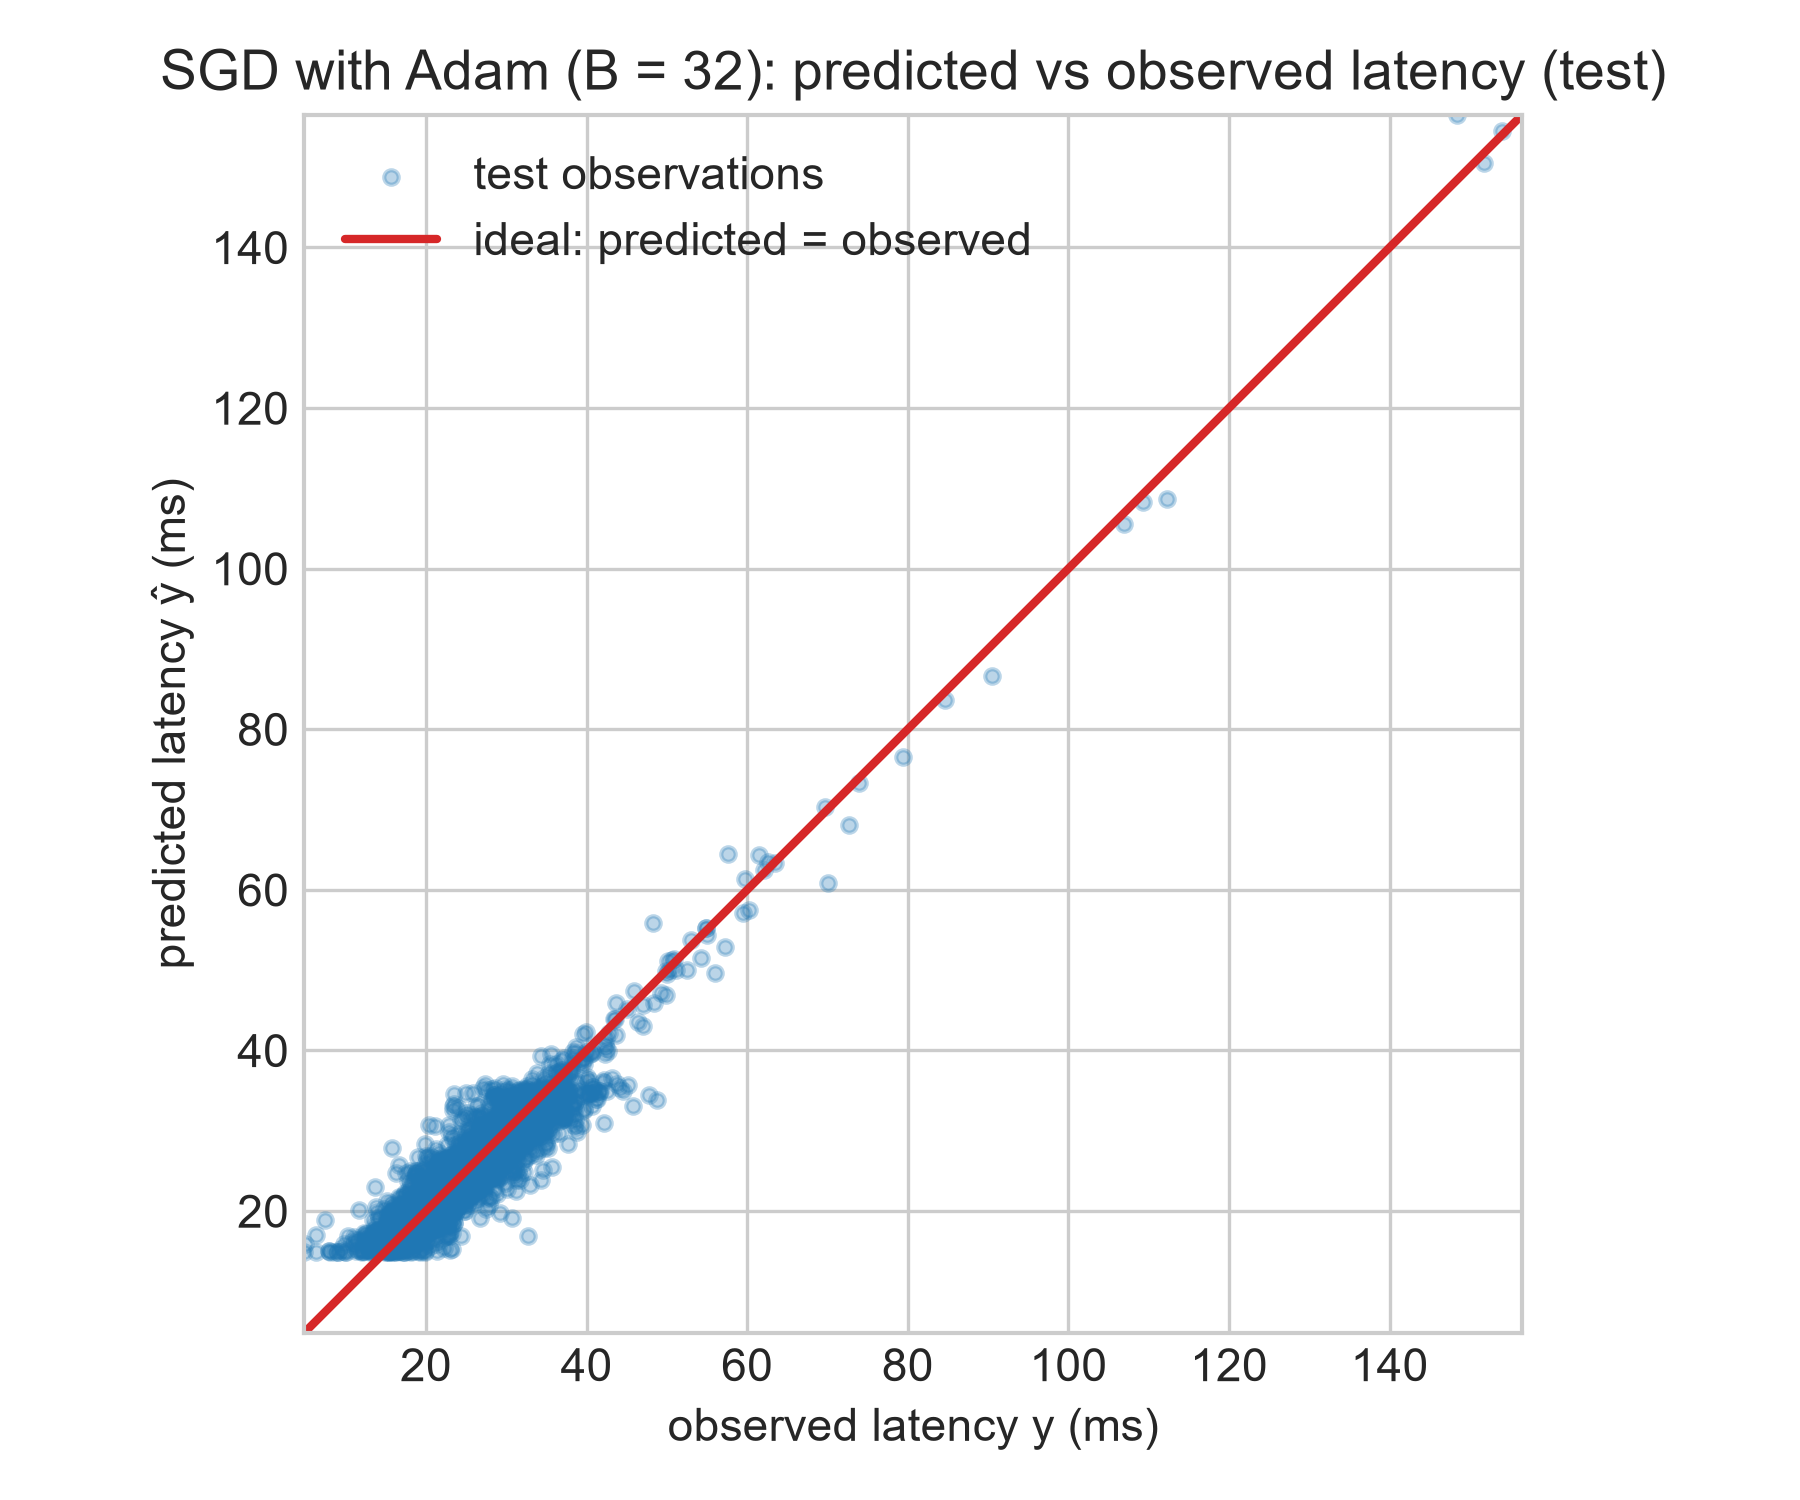 SGD with Adam (B = 32): predicted vs observed latency (test)
test observations
ideal: predicted = observed
predicted latency ŷ (ms)
140
120
100
80
60
40
20
20 40 60 80 100 120 140
observed latency y (ms)